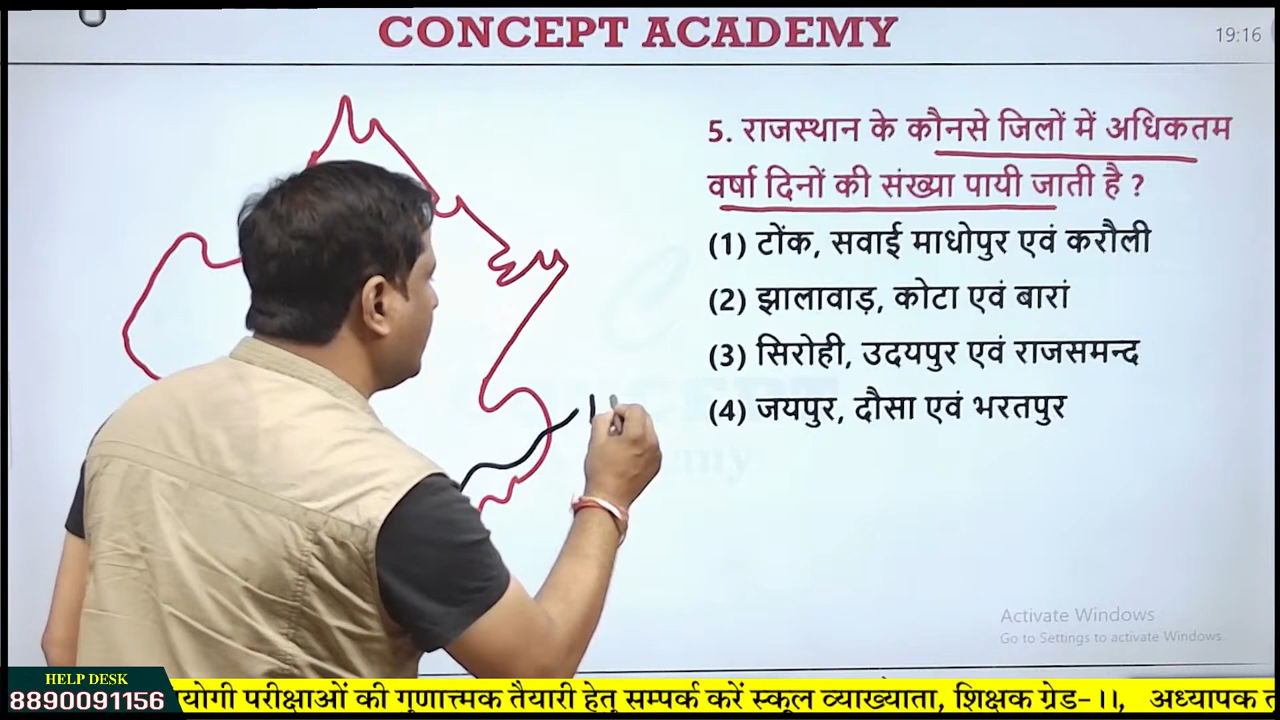 CONCEPT ACADEMY
19:16
5. राजस्थान के कौनसे जिलों में अधिकतम
वर्षा दिनों की संख्या पायी जाती है ?
(1) टोंक, सवाई माधोपुर एवं करौली
(2) झालावाड़, कोटा एवं बारां
(3) सिरोही, उदयपुर एवं राजसमन्द
(4) जयपुर, दौसा एवं भरतपुर
Activate Windows
Go to Settings to activate Windows.
HELP DESK
8890091156
योगी परीक्षाओं की गुणात्त्मक तैयारी हेतु सम्पर्क करें स्कूल व्याख्याता, शिक्षक ग्रेड-।।, अध्यापक